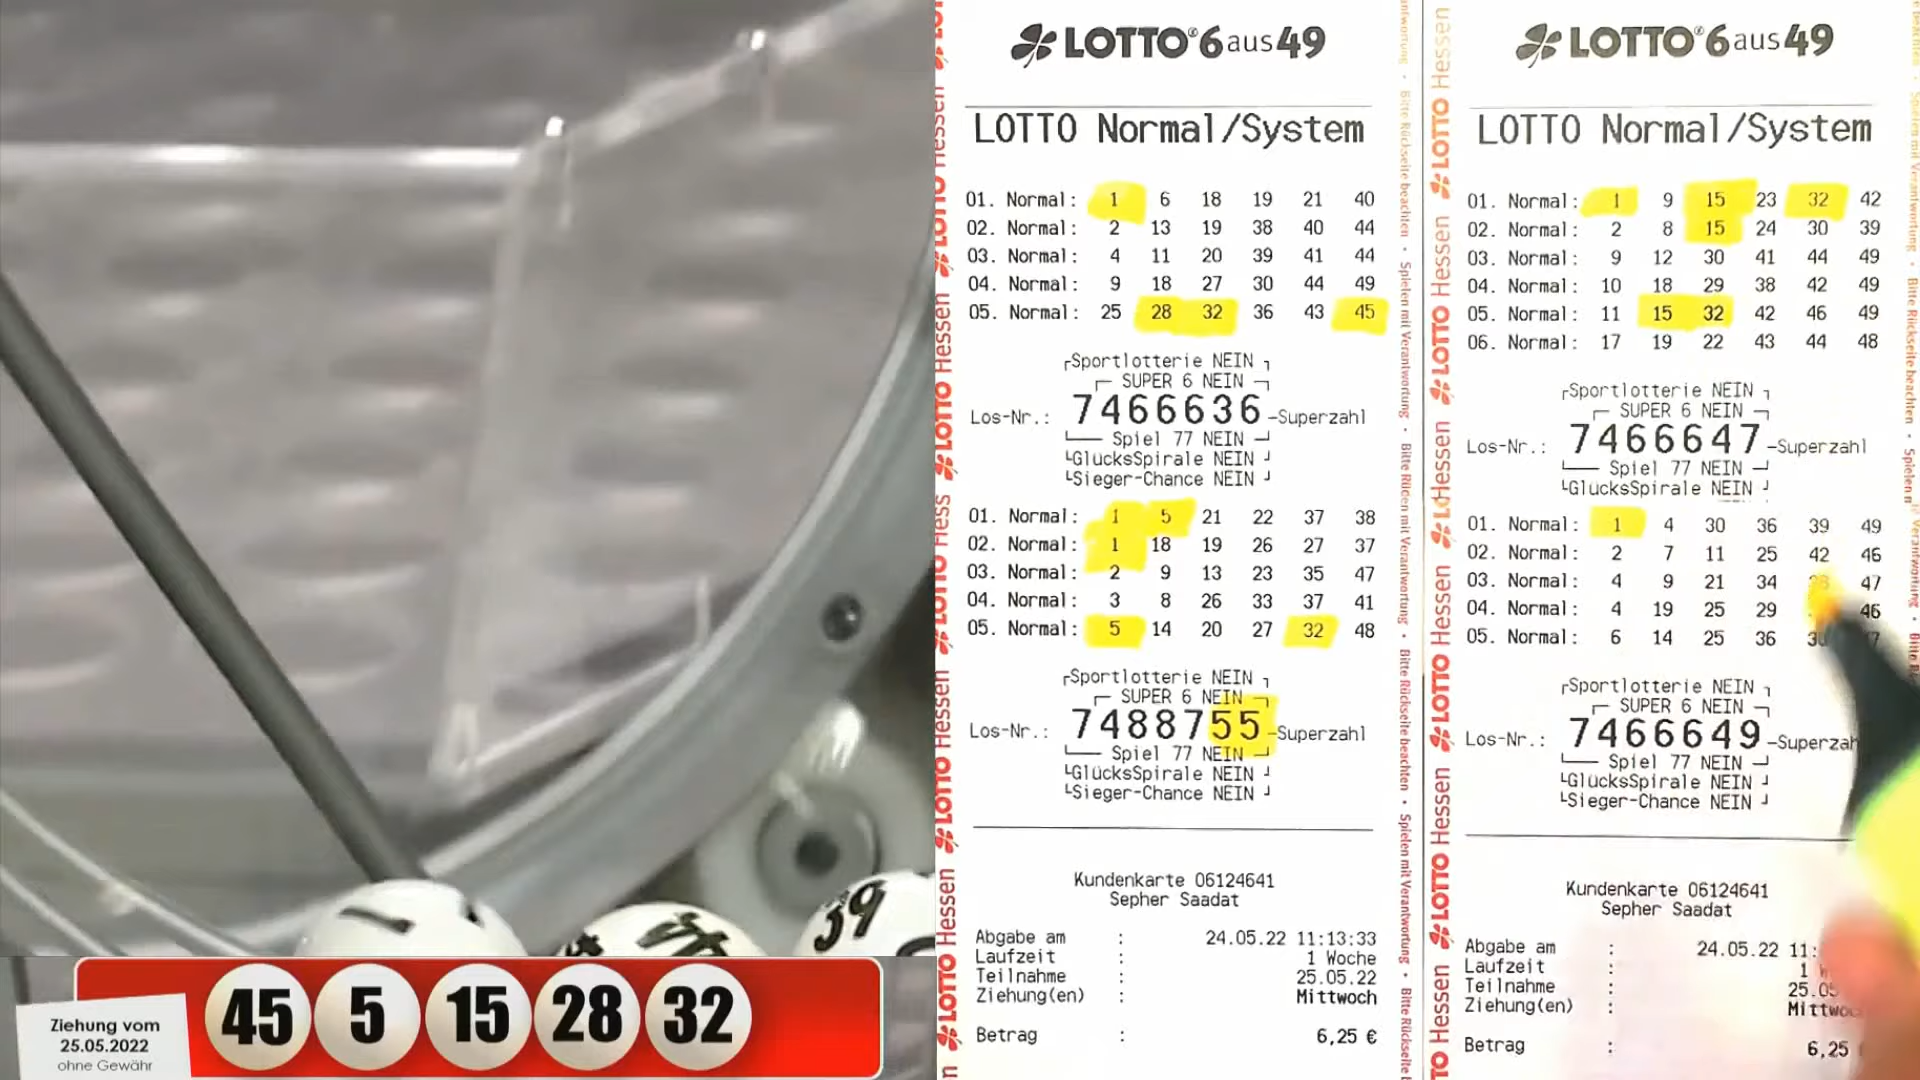 39
45 5 15 28 32
Ziehung vom
25.05.2022
ohne Gewähr
LOTTO Hessen
LOTTO 6aus49
LOTTO Normal/System
01. Normal: 1 6 18 19 21 40
02. Normal: 2 13 19 38 40 44
03. Normal: 4 11 20 39 41 44
04. Normal: 9 18 27 30 44 49
05. Normal: 25 28 32 36 43 45
Sportlotterie NEIN
SUPER 6 NEIN
Los-Nr.: 7466636-Superzahl
Spiel 77 NEIN
GlücksSpirale NEIN
Sieger-Chance NEIN
01. Normal: 1 5 21 22 37 38
02. Normal: 1 18 19 26 27 37
03. Normal: 2 9 13 23 35 47
04. Normal: 3 8 26 33 37 41
05. Normal: 5 14 20 27 32 48
Sportlotterie NEIN
SUPER 6 NEIN
Los-Nr.: 7488755-Superzahl
Spiel 77 NEIN
GlücksSpirale NEIN
Sieger-Chance NEIN
Kundenkarte 06124641
Sepher Saadat
Abgabe am : 24.05.22 11:13:33
Laufzeit : 1 Woche
Teilnahme : 25.05.22
Ziehung(en) : Mittwoch
Betrag : 6,25 €
Bitte Rückseite beachten • Spielen mit Verantwortung
LOTTO Hessen
LOTTO 6aus49
LOTTO Normal/System
01. Normal: 1 9 15 23 32 42
02. Normal: 2 8 15 24 30 39
03. Normal: 9 12 30 41 44 49
04. Normal: 10 18 29 38 42 49
05. Normal: 11 15 32 42 46 49
06. Normal: 17 19 22 43 44 48
Sportlotterie NEIN
SUPER 6 NEIN
Los-Nr.: 7466647-Superzahl
Spiel 77 NEIN
GlücksSpirale NEIN
01. Normal: 1 4 30 36 39 49
02. Normal: 2 7 11 25 42 46
03. Normal: 4 9 21 34 47
04. Normal: 4 19 25 29 46
05. Normal: 6 14 25 36
Sportlotterie NEIN
SUPER 6 NEIN
Los-Nr.: 7466649-Superzah
Spiel 77 NEIN
GlücksSpirale NEIN
Sieger-Chance NEIN
Kundenkarte 06124641
Sepher Saadat
Abgabe am : 24.05.22 11:
Laufzeit : 1
Teilnahme : 25.05
Ziehung(en) : Mittwo
Betrag : 6,25